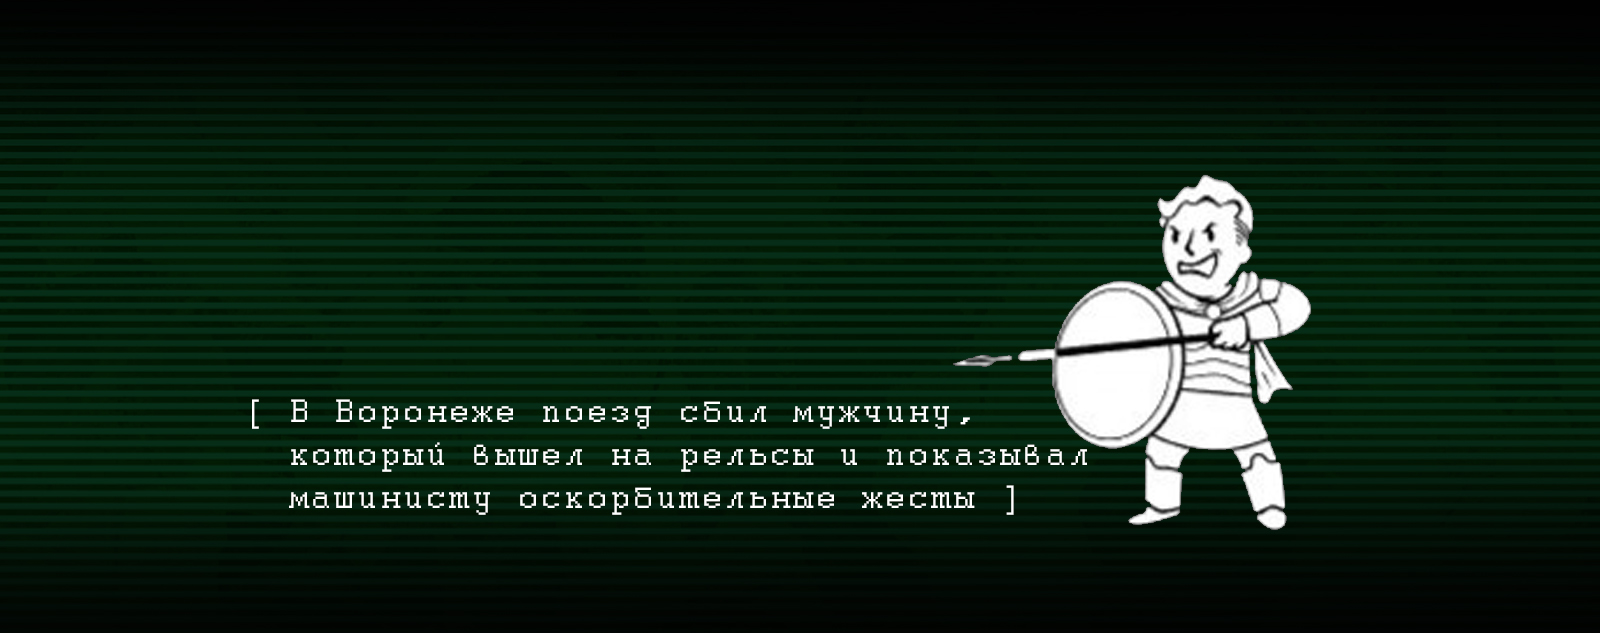 [ В Воронеже поезд сбил мужчину,
который вышел на рельсы и показывал
машинисту оскорбительные жесты ]